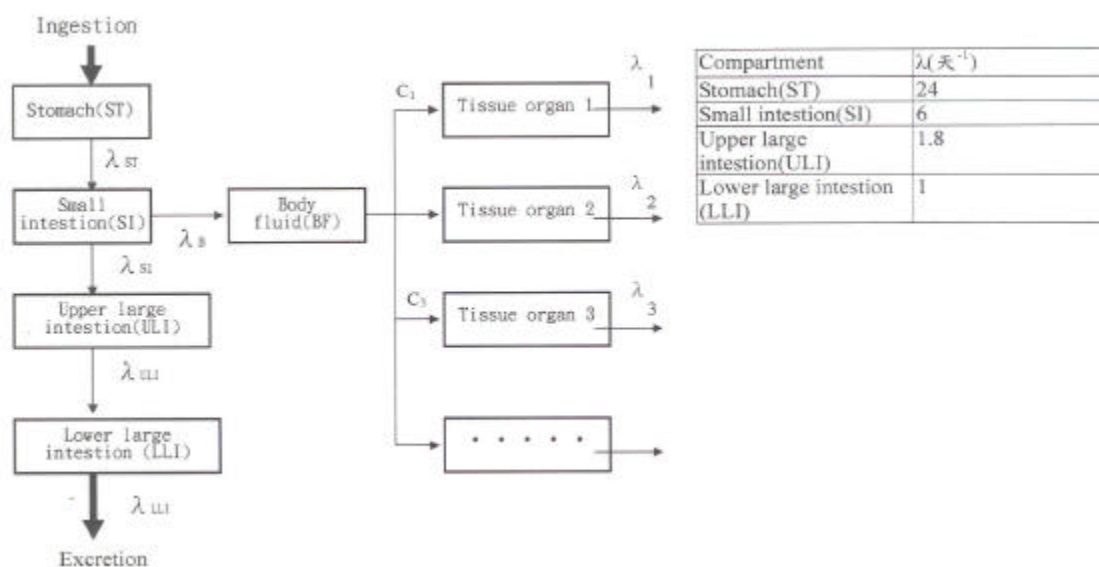 Ingestion
Stomach(ST)
λ ST
Small
intestion(SI)
λ B
Body
fluid(BF)
λ SI
Upper large
intestion(ULI)
λ ULI
Lower large
intestion (LLI)
λ LLI
Excretion
C₁
Tissue organ 1
λ
1
Tissue organ 2
λ
2
C₃
Tissue organ 3
λ
3
. . . . .
Compartment λ(天⁻¹)
Stomach(ST) 24
Small intestion(SI) 6
Upper large 1.8
intestion(ULI)
Lower large intestion 1
(LLI)